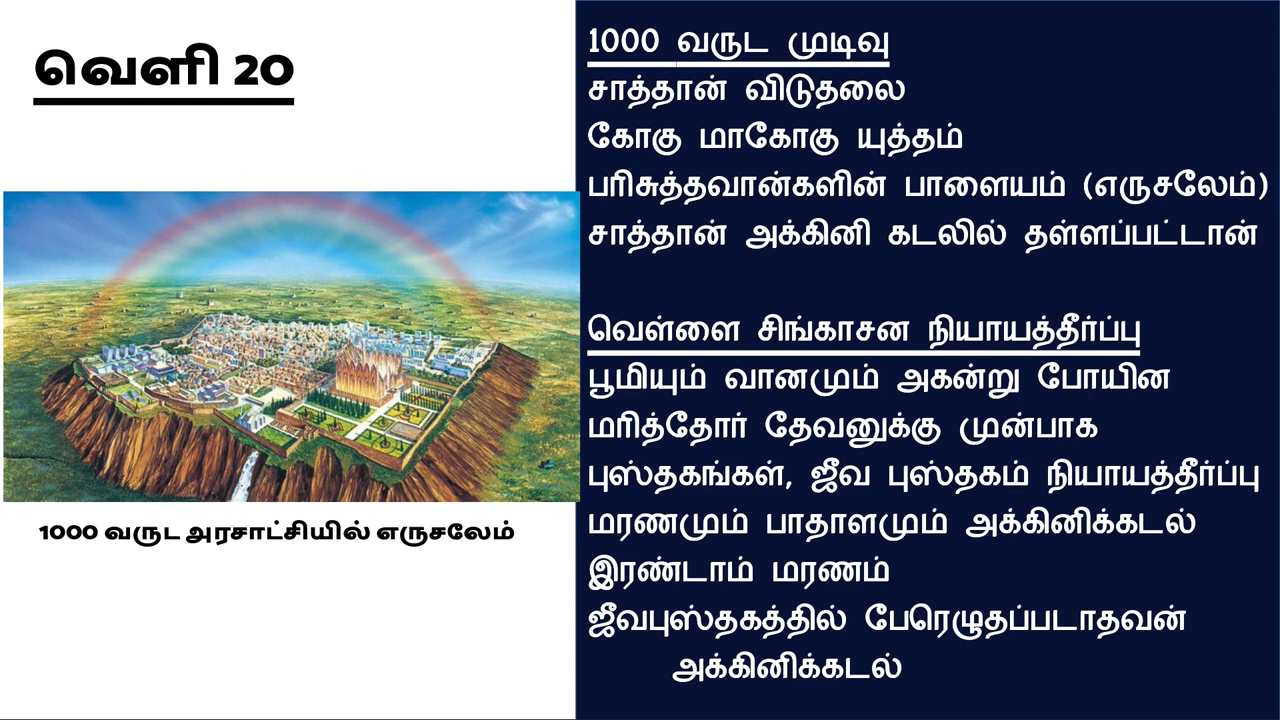 வெளி 20
1000 வருட அரசாட்சியில் எருசலேம்
1000 வருட முடிவு
சாத்தான் விடுதலை
கோகு மாகோகு யுத்தம்
பரிசுத்தவான்களின் பாளையம் (எருசலேம்)
சாத்தான் அக்கினி கடலில் தள்ளப்பட்டான்
வெள்ளை சிங்காசன நியாயத்தீர்ப்பு
பூமியும் வானமும் அகன்று போயின
மரித்தோர் தேவனுக்கு முன்பாக
புஸ்தகங்கள், ஜீவ புஸ்தகம் நியாயத்தீர்ப்பு
மரணமும் பாதாளமும் அக்கினிக்கடல்
இரண்டாம் மரணம்
ஜீவபுஸ்தகத்தில் பேரெழுதப்படாதவன்
அக்கினிக்கடல்